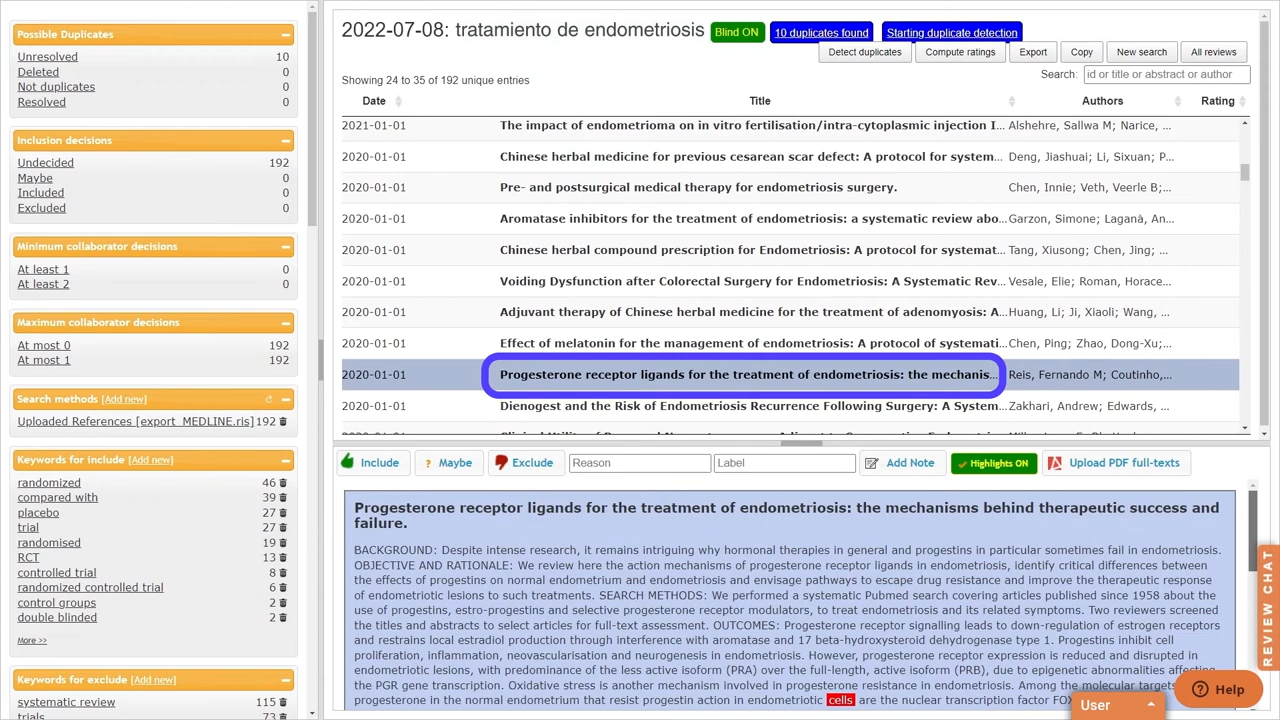 Possible Duplicates
Unresolved 10
Deleted 0
Not duplicates 0
Resolved 0
Inclusion decisions
Undecided 192
Maybe 0
Included 0
Excluded 0
Minimum collaborator decisions
At least 1 0
At least 2 0
Maximum collaborator decisions
At most 0 192
At most 1 192
Search methods [Add new]
Uploaded References [export_MEDLINE.ris] 192
Keywords for include [Add new]
randomized 46
compared with 39
placebo 27
trial 27
randomised 19
RCT 13
controlled trial 8
randomized controlled trial 6
control groups 2
double blinded 2
More >>
Keywords for exclude [Add new]
systematic review 115
trials 73
2022-07-08: tratamiento de endometriosis Blind ON 10 duplicates found Starting duplicate detection
Detect duplicates Compute ratings Export Copy New search All reviews
Showing 24 to 35 of 192 unique entries
Search: id or title or abstract or author
Date Title Authors Rating
2021-01-01 The impact of endometrioma on in vitro fertilisation/intra-cytoplasmic injection I... Alshehre, Sallwa M; Narice, ...
2020-01-01 Chinese herbal medicine for previous cesarean scar defect: A protocol for system... Deng, Jiashuai; Li, Sixuan; P...
2020-01-01 Pre- and postsurgical medical therapy for endometriosis surgery. Chen, Innie; Veth, Veerle B;...
2020-01-01 Aromatase inhibitors for the treatment of endometriosis: a systematic review abo... Garzon, Simone; Laganà, An...
2020-01-01 Chinese herbal compound prescription for Endometriosis: A protocol for systemat... Tang, Xiusong; Chen, Jing; ...
2020-01-01 Voiding Dysfunction after Colorectal Surgery for Endometriosis: A Systematic Rev... Vesale, Elie; Roman, Horace...
2020-01-01 Adjuvant therapy of Chinese herbal medicine for the treatment of adenomyosis: A... Huang, Li; Ji, Xiaoli; Wang, ...
2020-01-01 Effect of melatonin for the management of endometriosis: A protocol of systemati... Chen, Ping; Zhao, Dong-Xu;...
2020-01-01 Progesterone receptor ligands for the treatment of endometriosis: the mechanis... Reis, Fernando M; Coutinho,...
2020-01-01 Dienogest and the Risk of Endometriosis Recurrence Following Surgery: A System... Zakhari, Andrew; Edwards, ...
Include ? Maybe Exclude Reason Label Add Note Highlights ON Upload PDF full-texts
Progesterone receptor ligands for the treatment of endometriosis: the mechanisms behind therapeutic success and
failure.
BACKGROUND: Despite intense research, it remains intriguing why hormonal therapies in general and progestins in particular sometimes fail in endometriosis.
OBJECTIVE AND RATIONALE: We review here the action mechanisms of progesterone receptor ligands in endometriosis, identify critical differences between
the effects of progestins on normal endometrium and endometriosis and envisage pathways to escape drug resistance and improve the therapeutic response
of endometriotic lesions to such treatments. SEARCH METHODS: We performed a systematic Pubmed search covering articles published since 1958 about
the use of progestins, estro-progestins and selective progesterone receptor modulators, to treat endometriosis and its related symptoms. Two reviewers screened
the titles and abstracts to select articles for full-text assessment. OUTCOMES: Progesterone receptor signalling leads to down-regulation of estrogen receptors
and restrains local estradiol production through interference with aromatase and 17 beta-hydroxysteroid dehydrogenase type 1. Progestins inhibit cell
proliferation, inflammation, neovascularisation and neurogenesis in endometriosis. However, progesterone receptor expression is reduced and disrupted in
endometriotic lesions, with predominance of the less active isoform (PRA) over the full-length, active isoform (PRB), due to epigenetic abnormalities affecting
the PGR gene transcription. Oxidative stress is another mechanism involved in progesterone resistance in endometriosis. Among the molecular targets
progesterone in the normal endometrium that resist progestin action in endometriotic cells are the nuclear transcription factor FOX
REVIEW CHAT
Help
User